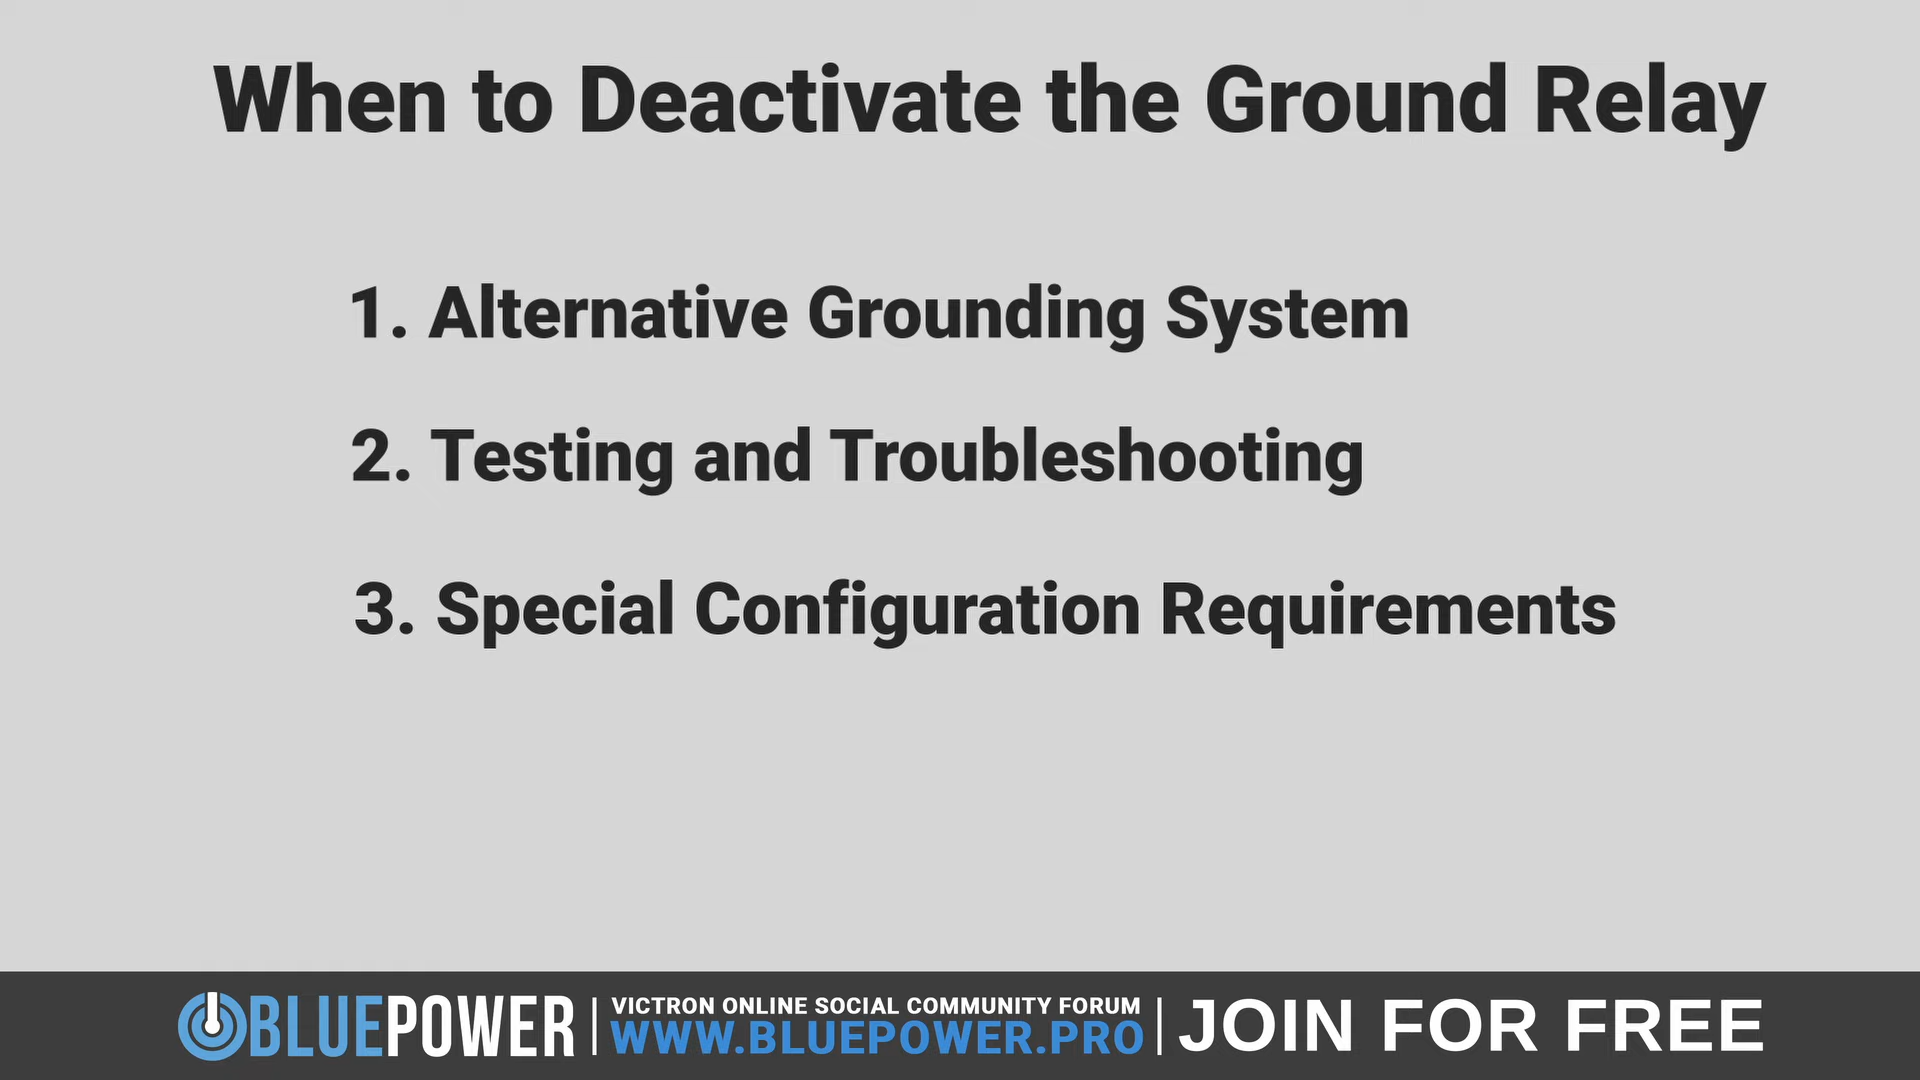 When to Deactivate the Ground Relay
1. Alternative Grounding System
2. Testing and Troubleshooting
3. Special Configuration Requirements
BLUEPOWER
VICTRON ONLINE SOCIAL COMMUNITY FORUM
WWW.BLUEPOWER.PRO
JOIN FOR FREE